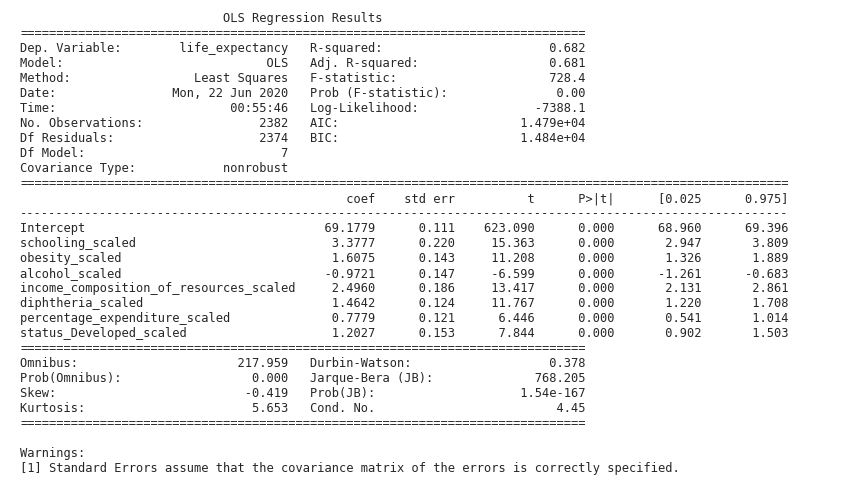 OLS Regression Results
==============================================================================
Dep. Variable:        life_expectancy   R-squared:                       0.682
Model:                            OLS   Adj. R-squared:                  0.681
Method:                 Least Squares   F-statistic:                     728.4
Date:                Mon, 22 Jun 2020   Prob (F-statistic):               0.00
Time:                        00:55:46   Log-Likelihood:                -7388.1
No. Observations:                2382   AIC:                         1.479e+04
Df Residuals:                    2374   BIC:                         1.484e+04
Df Model:                           7
Covariance Type:            nonrobust
==========================================================================================================
                                             coef    std err          t      P>|t|      [0.025      0.975]
----------------------------------------------------------------------------------------------------------
Intercept                                 69.1779      0.111    623.090      0.000      68.960      69.396
schooling_scaled                           3.3777      0.220     15.363      0.000       2.947       3.809
obesity_scaled                             1.6075      0.143     11.208      0.000       1.326       1.889
alcohol_scaled                            -0.9721      0.147     -6.599      0.000      -1.261      -0.683
income_composition_of_resources_scaled     2.4960      0.186     13.417      0.000       2.131       2.861
diphtheria_scaled                          1.4642      0.124     11.767      0.000       1.220       1.708
percentage_expenditure_scaled              0.7779      0.121      6.446      0.000       0.541       1.014
status_Developed_scaled                    1.2027      0.153      7.844      0.000       0.902       1.503
==============================================================================
Omnibus:                      217.959   Durbin-Watson:                   0.378
Prob(Omnibus):                  0.000   Jarque-Bera (JB):              768.205
Skew:                          -0.419   Prob(JB):                    1.54e-167
Kurtosis:                       5.653   Cond. No.                         4.45
==============================================================================

Warnings:
[1] Standard Errors assume that the covariance matrix of the errors is correctly specified.